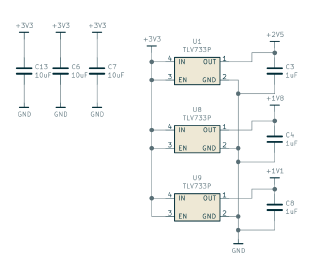 +3V3 +3V3 +3V3
C13 10uF
C6 10uF
C7 10uF
GND GND GND
+3V3
U1
TLV733P
4 IN OUT 1
3 EN GND 2
+2V5
C3
1uF
U8
TLV733P
4 IN OUT 1
3 EN GND 2
+1V8
C4
1uF
U9
TLV733P
4 IN OUT 1
3 EN GND 2
+1V1
C8
1uF
GND